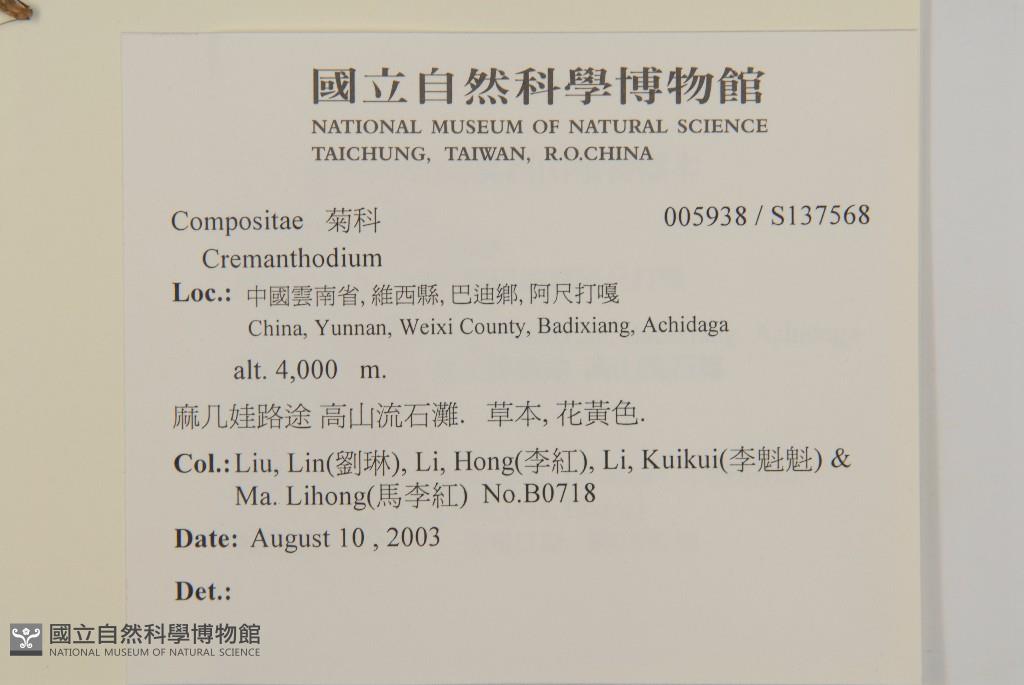 國立自然科學博物館
NATIONAL MUSEUM OF NATURAL SCIENCE
TAICHUNG, TAIWAN, R.O.CHINA
Compositae 菊科 005938 / S137568
Cremanthodium
Loc.: 中國雲南省, 維西縣, 巴迪鄉, 阿尺打嘎
China, Yunnan, Weixi County, Badixiang, Achidaga
alt. 4,000 m.
麻几娃路途 高山流石灘. 草本, 花黃色.
Col.: Liu, Lin(劉琳), Li, Hong(李紅), Li, Kuikui(李魁魁) &
Ma. Lihong(馬李紅) No.B0718
Date: August 10 , 2003
Det.:
國立自然科學博物館
NATIONAL MUSEUM OF NATURAL SCIENCE